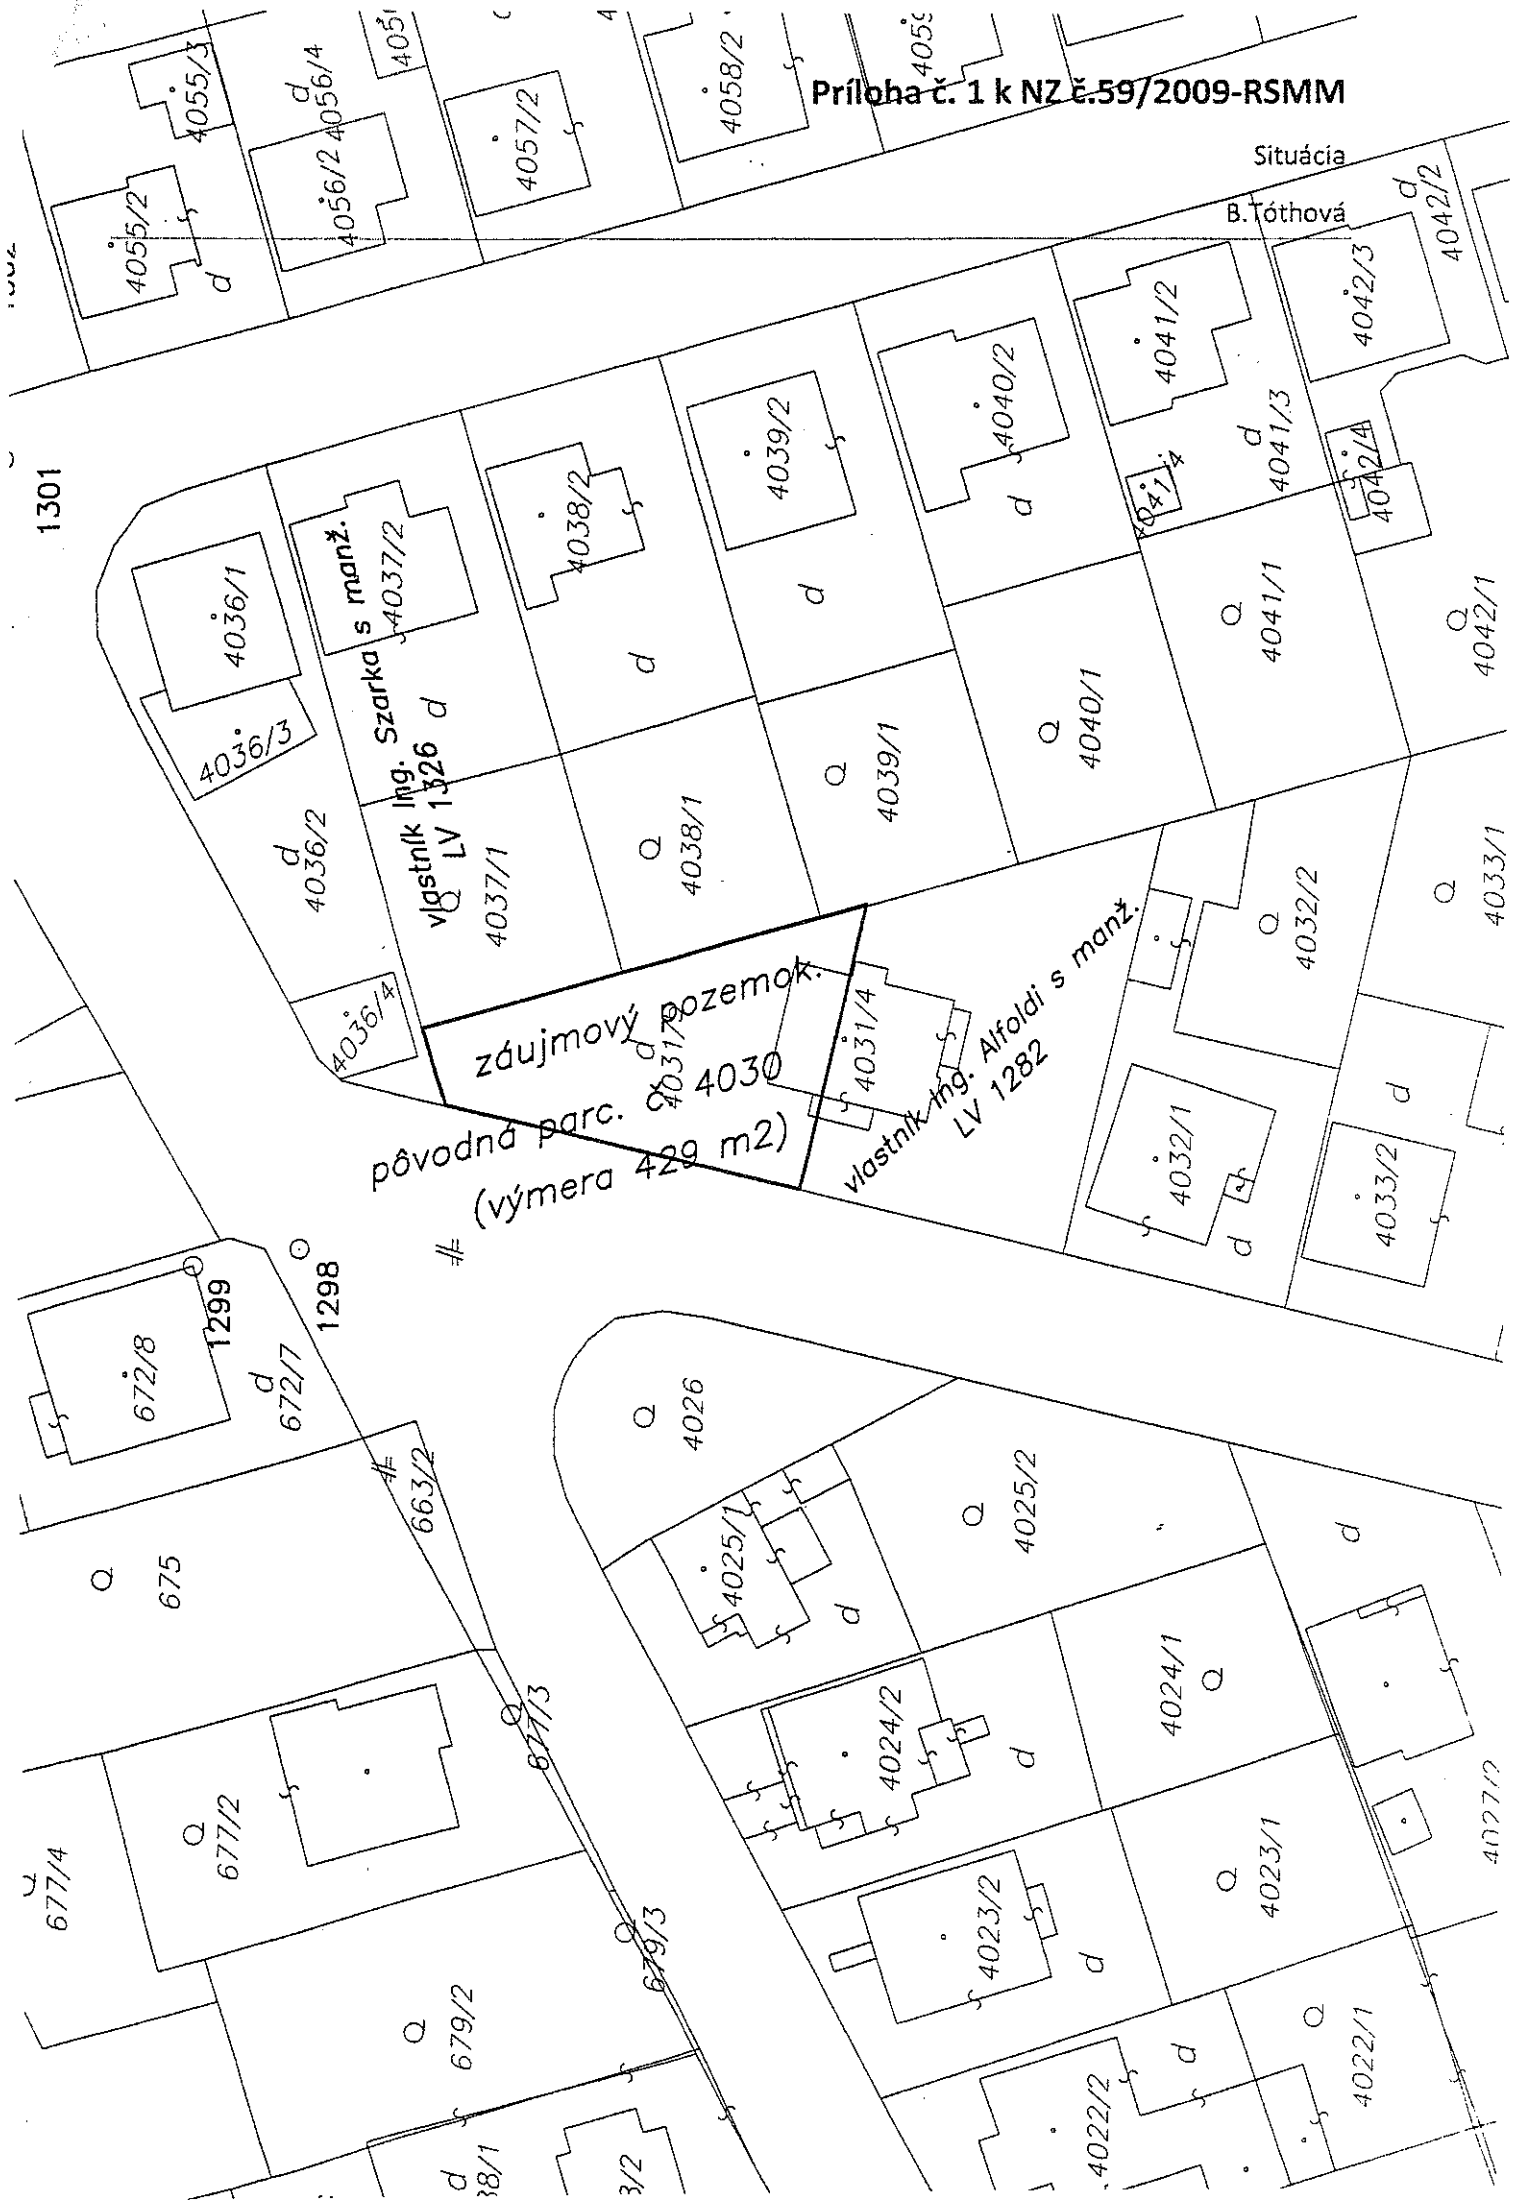 Príloha č. 1 k NZ č.59/2009-RSMM
Situácia
B.Tóthová
4055/3
d
4056/4
4058/2
4055/2
d
4056/2
4057/2
d
4042/2
1301
4036/1
4036/3
d
4036/2
4036/4
4037/2
vlastník Ing. Szarka s manž.
LV 1326
d
4037/1
4038/2
d
4038/1
4039/2
d
4039/1
4040/2
d
4040/1
4041/2
d
4041/3
4041/4
4041/1
4042/3
4042/4
4042/1
záujmový pozemok.
d
pôvodná parc. č. 4030
(výmera 429 m2)
4031/4
vlastník Ing. Alfoldi s manž.
LV 1282
4032/2
4033/1
4032/1
d
4033/2
d
1299
1298
672/8
d
672/7
663/2
675
4026
4025/1
d
4025/2
d
677/3
677/2
677/4
4024/2
d
4024/1
679/3
679/2
4023/2
d
4023/1
4027/2
d
4022/2
d
4022/1